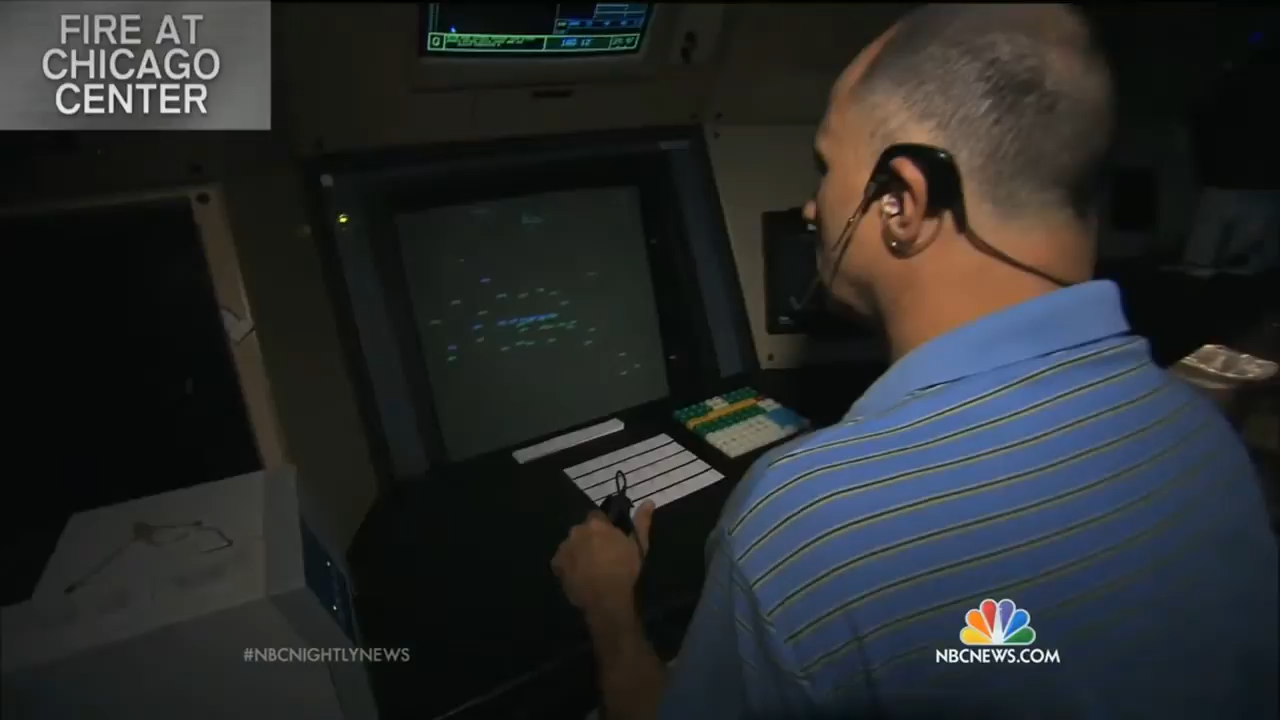 FIRE AT
CHICAGO
CENTER
#NBCNIGHTLYNEWS
NBCNEWS.COM